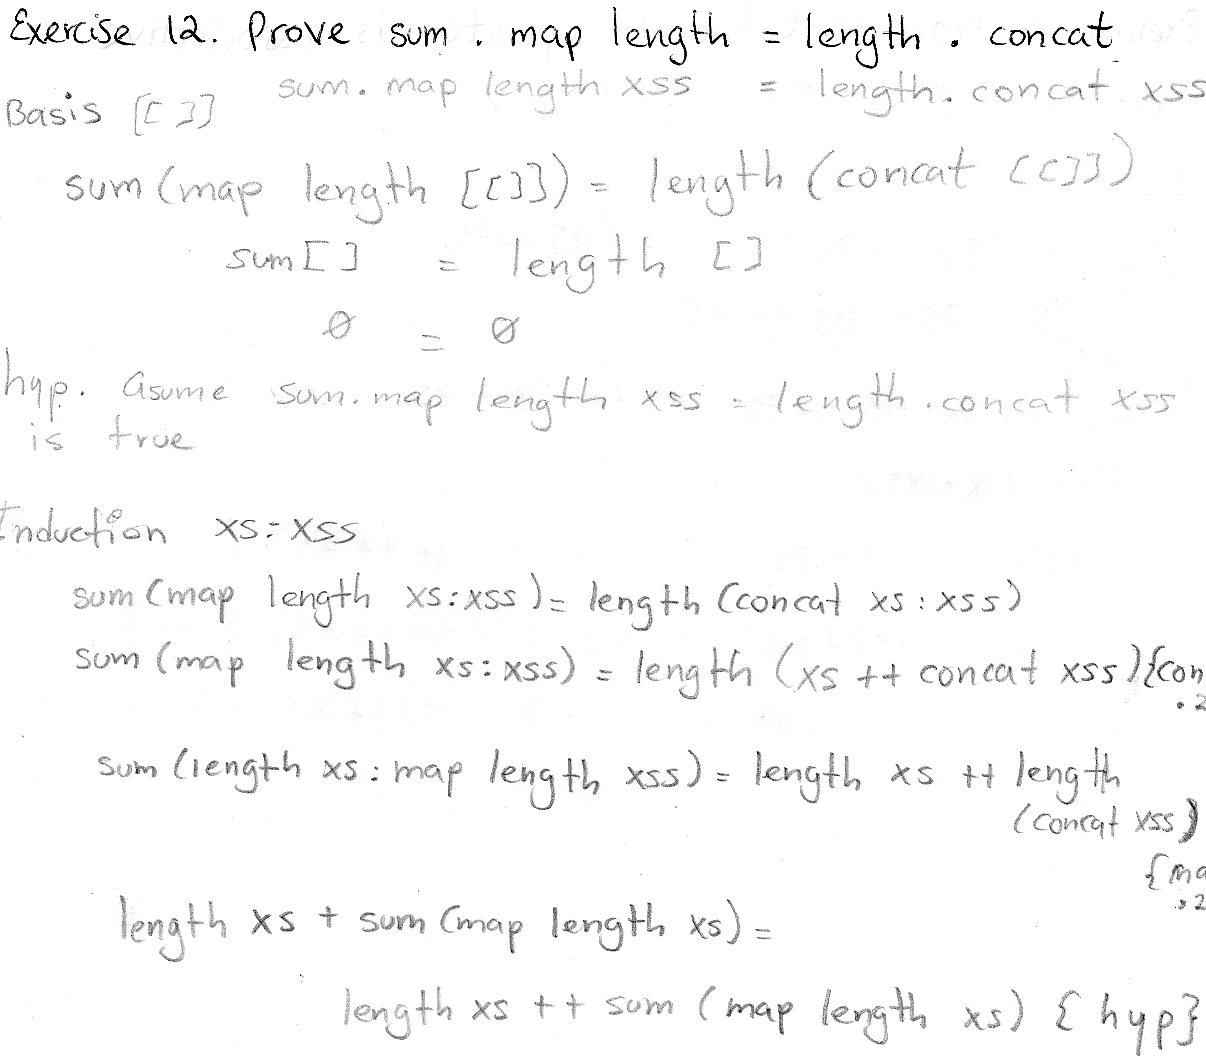 Exercise 12. Prove sum . map length = length . concat
sum. map length xss = length. concat xss
Basis [[ ]]
sum (map length [[]]) = length (concat [[]])
sum [ ] = length [ ]
0 = 0
hyp. Asume sum. map length xss = length .concat xss
is true
Induction xs: xss
sum (map length xs:xss) = length (concat xs : xss)
sum (map length xs:xss) = length (xs ++ concat xss) {con
.2
sum (length xs : map length xss) = length xs ++ length
(concat xss)
{ma
.2
length xs + sum (map length xs) =
length xs ++ sum (map length xs) { hyp}